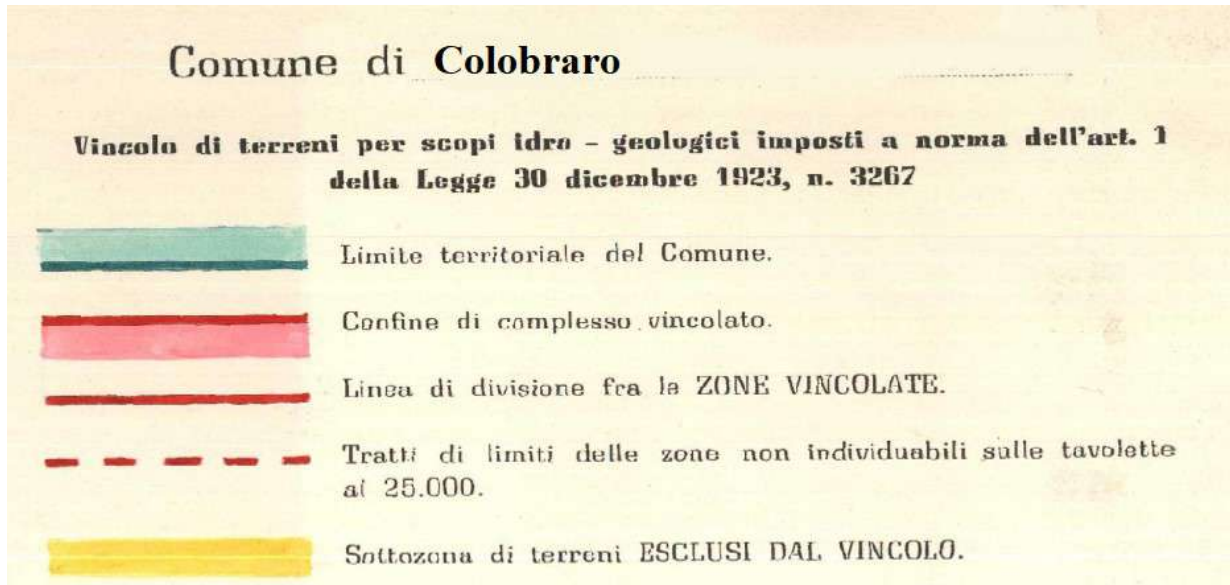 Comune di Colobraro
Vincolo di terreni per scopi idro - geologici imposti a norma dell'art. 1
della Legge 30 dicembre 1923, n. 3267
Limite territoriale del Comune.
Confine di complesso vincolato.
Linea di divisione fra le ZONE VINCOLATE.
Tratti di limiti delle zone non individuabili sulle tavolette
al 25.000.
Sottozona di terreni ESCLUSI DAL VINCOLO.